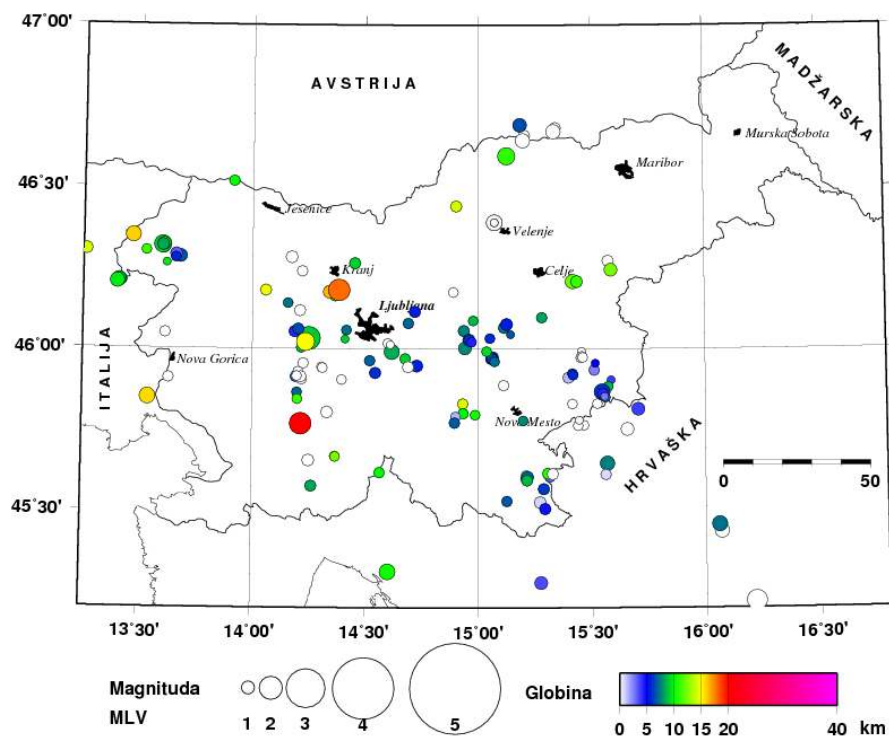 47°00'
46°30'
46°00'
45°30'
AVSTRIJA
MADŽARSKA
Murska Sobota
Maribor
Jesenice
Velenje
Kranj
Celje
Ljubljana
Nova Gorica
ITALIJA
Novo Mesto
HRVAŠKA
0 50
13°30' 14°00' 14°30' 15°00' 15°30' 16°00' 16°30'
Magnituda
MLV
1 2 3 4 5
Globina
0 5 10 15 20 40 km